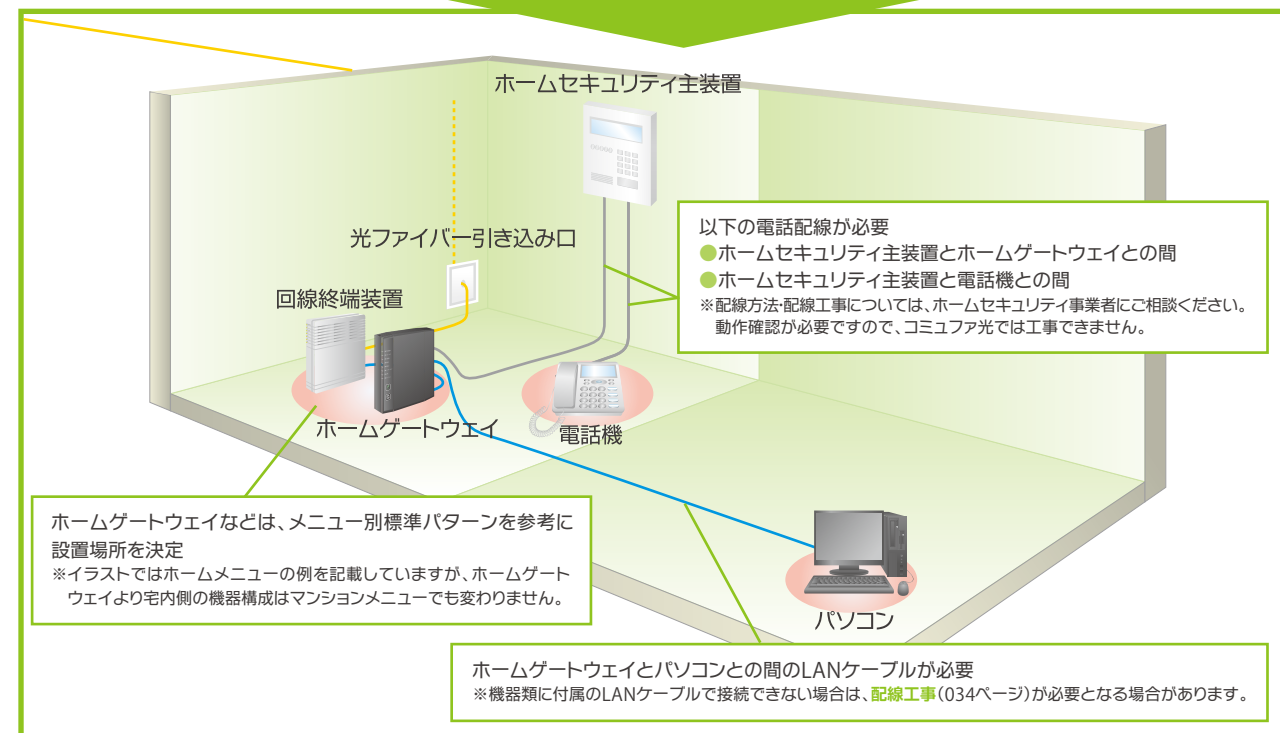 ホームセキュリティ主装置
以下の電話配線が必要
●ホームセキュリティ主装置とホームゲートウェイとの間
●ホームセキュリティ主装置と電話機との間
※配線方法・配線工事については、ホームセキュリティ事業者にご相談ください。
動作確認が必要ですので、コミュファ光では工事できません。
光ファイバー引き込み口
回線終端装置
ホームゲートウェイ
電話機
ホームゲートウェイなどは、メニュー別標準パターンを参考に
設置場所を決定
※イラストではホームメニューの例を記載していますが、ホームゲート
ウェイより宅内側の機器構成はマンションメニューでも変わりません。
パソコン
ホームゲートウェイとパソコンとの間のLANケーブルが必要
※機器類に付属のLANケーブルで接続できない場合は、配線工事(034ページ)が必要となる場合があります。